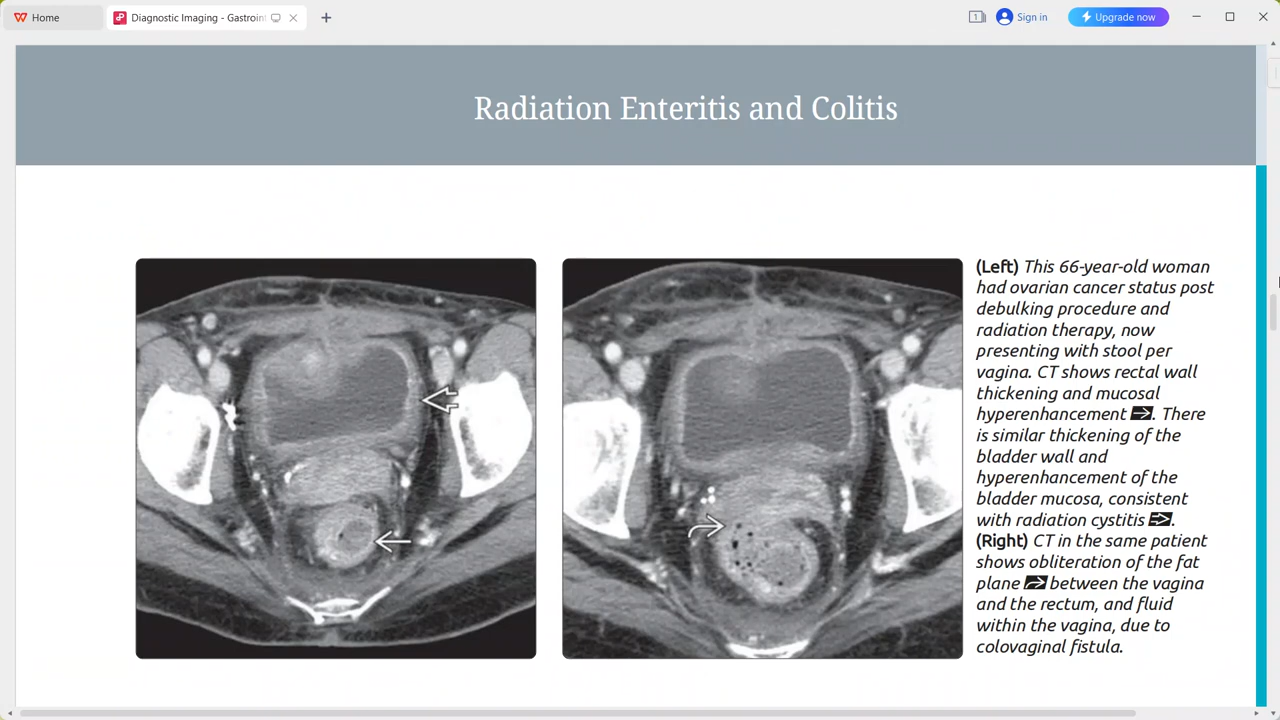 Home
Diagnostic Imaging - Gastroint
1
Sign in
Upgrade now
Radiation Enteritis and Colitis
(Left) This 66-year-old woman
had ovarian cancer status post
debulking procedure and
radiation therapy, now
presenting with stool per
vagina. CT shows rectal wall
thickening and mucosal
hyperenhancement. There
is similar thickening of the
bladder wall and
hyperenhancement of the
bladder mucosa, consistent
with radiation cystitis.
(Right) CT in the same patient
shows obliteration of the fat
plane between the vagina
and the rectum, and fluid
within the vagina, due to
colovaginal fistula.